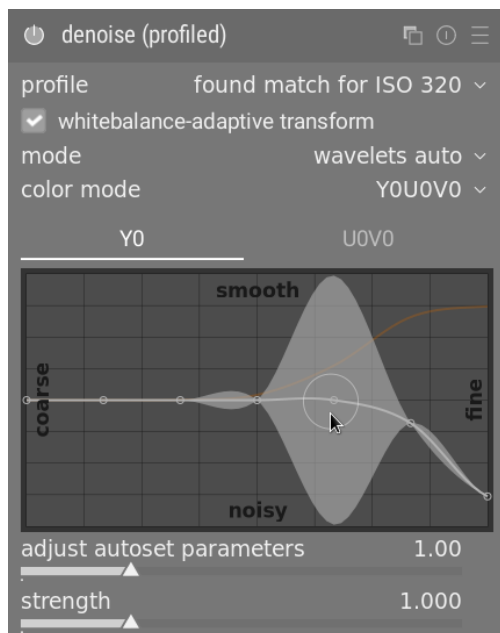 denoise (profiled)
profile found match for ISO 320
whitebalance-adaptive transform
mode wavelets auto
color mode Y0U0V0
Y0 U0V0
smooth
coarse
fine
noisy
adjust autoset parameters 1.00
strength 1.000